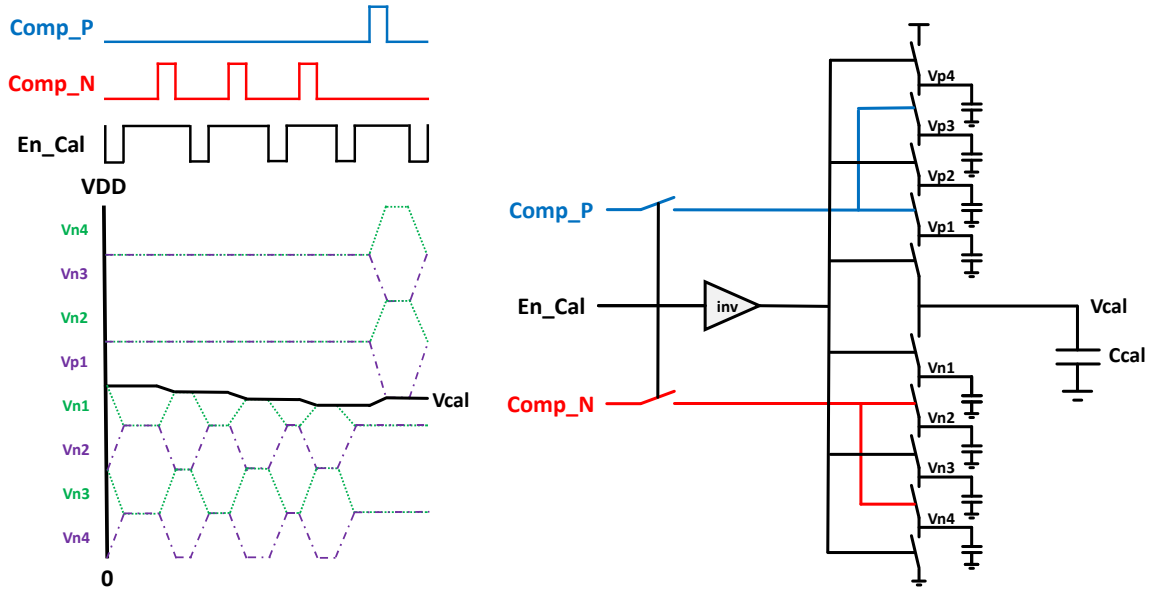 Comp_P
Comp_N
En_Cal
VDD
Vn4
Vn3
Vn2
Vp1
Vn1
Vcal
Vn2
Vn3
Vn4
0
Vp4
Vp3
Vp2
Comp_P
Vp1
En_Cal
inv
Vcal
Ccal
Vn1
Comp_N
Vn2
Vn3
Vn4